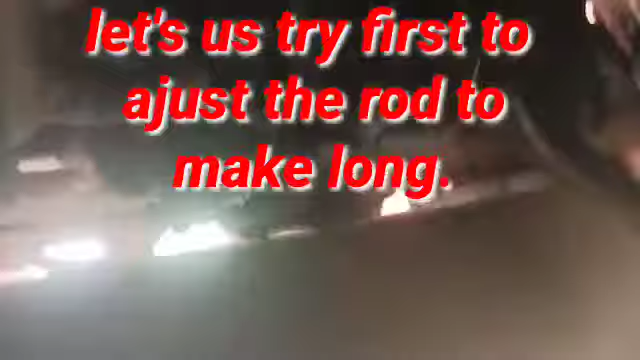 let's us try first to
ajust the rod to
make long.